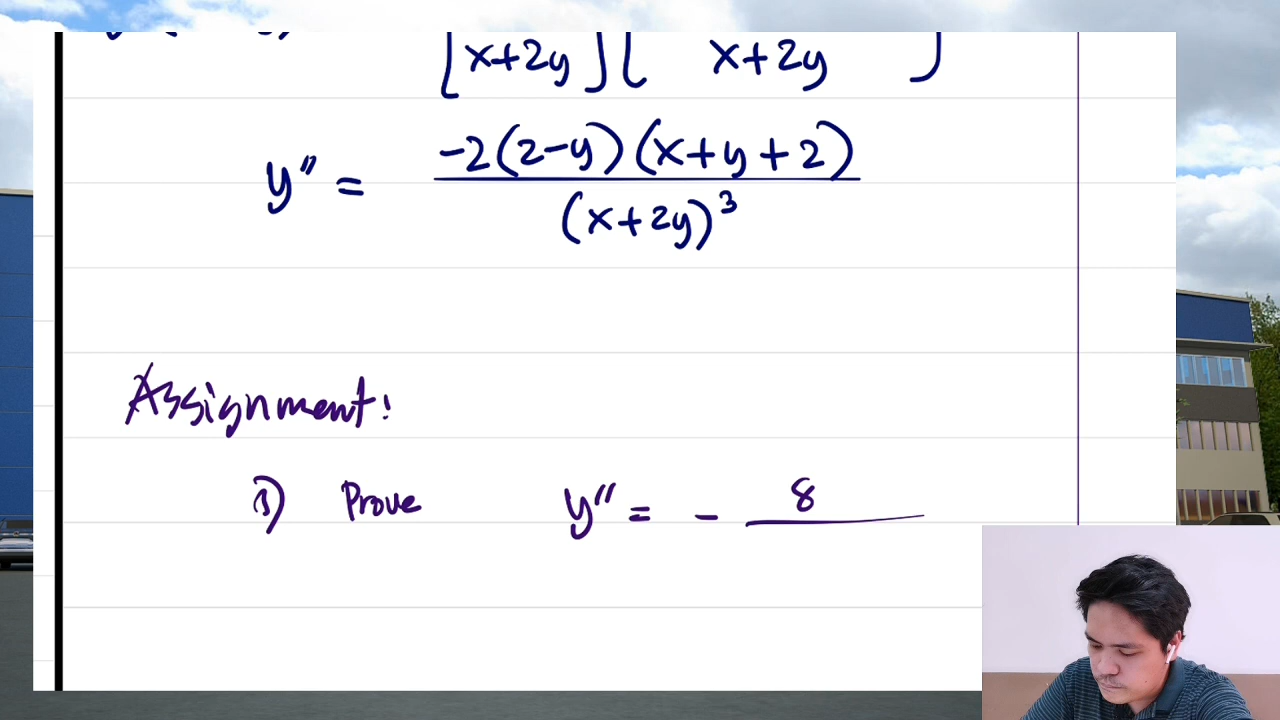 [x+2y] [ x+2y ]
y" = -2(2-y)(x+y+2)
(x+2y)³
Assignment:
1) Prove y" = - 8